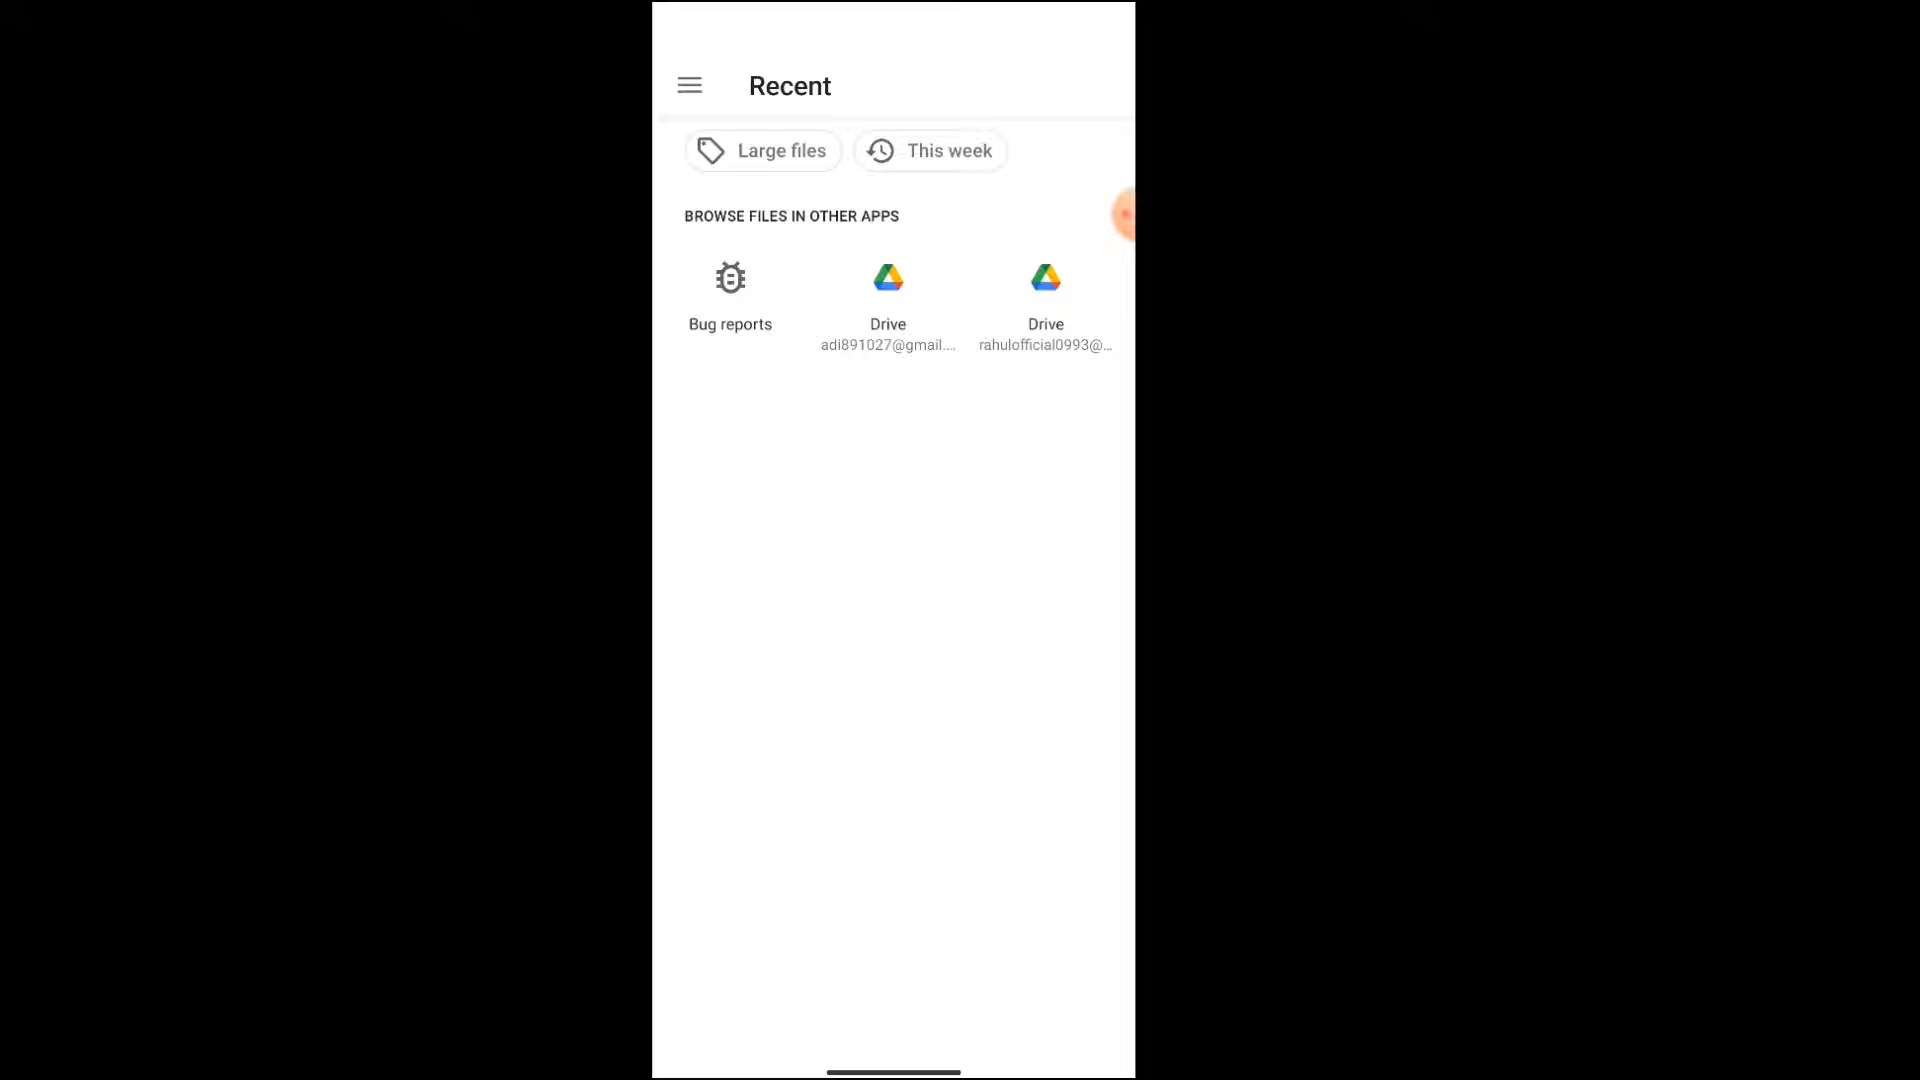 Recent
Large files
This week
BROWSE FILES IN OTHER APPS
Bug reports
Drive
adi891027@gmail....
Drive
rahulofficial0993@...